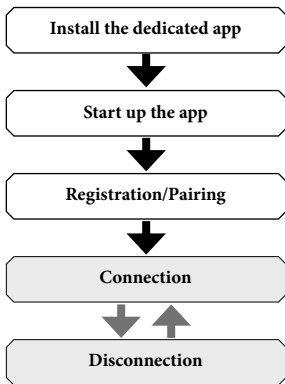 Install the dedicated app
Start up the app
Registration/Pairing
Connection
Disconnection